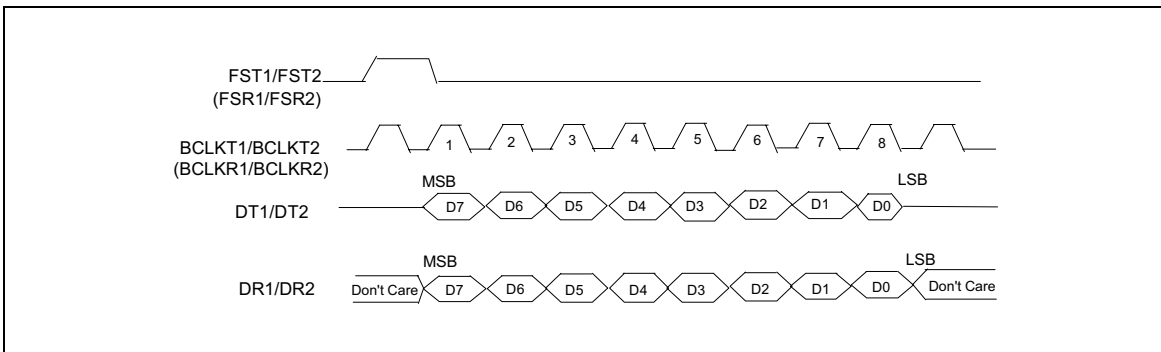 FST1/FST2
(FSR1/FSR2)
BCLKT1/BCLKT2
(BCLKR1/BCLKR2)
1 2 3 4 5 6 7 8
MSB LSB
DT1/DT2
D7 D6 D5 D4 D3 D2 D1 D0
MSB LSB
DR1/DR2
Don't Care D7 D6 D5 D4 D3 D2 D1 D0 Don't Care